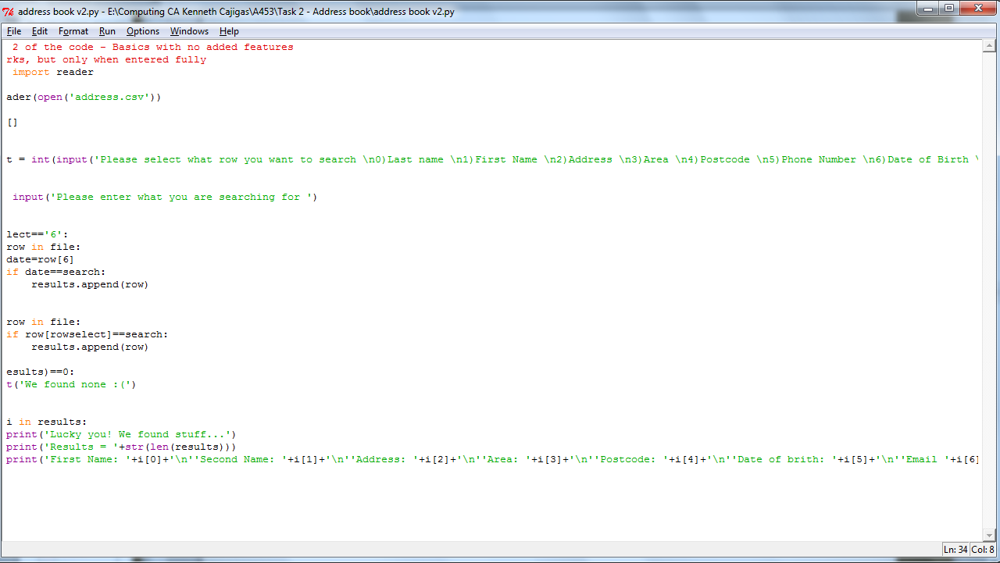 address book v2.py - E:\Computing CA Kenneth Cajigas\A453\Task 2 - Address book\address book v2.py
File Edit Format Run Options Windows Help
2 of the code - Basics with no added features
rks, but only when entered fully
import reader
ader(open('address.csv'))
[]
t = int(input('Please select what row you want to search \n0)Last name \n1)First Name \n2)Address \n3)Area \n4)Postcode \n5)Phone Number \n6)Date of Birth \
input('Please enter what you are searching for ')
lect=='6':
row in file:
date=row[6]
if date==search:
results.append(row)
row in file:
if row[rowselect]==search:
results.append(row)
esults)==0:
t('We found none :(')
i in results:
print('Lucky you! We found stuff...')
print('Results = '+str(len(results)))
print('First Name: '+i[0]+'\n''Second Name: '+i[1]+'\n''Address: '+i[2]+'\n''Area: '+i[3]+'\n''Postcode: '+i[4]+'\n''Date of brith: '+i[5]+'\n''Email '+i[6]
Ln: 34 Col: 8